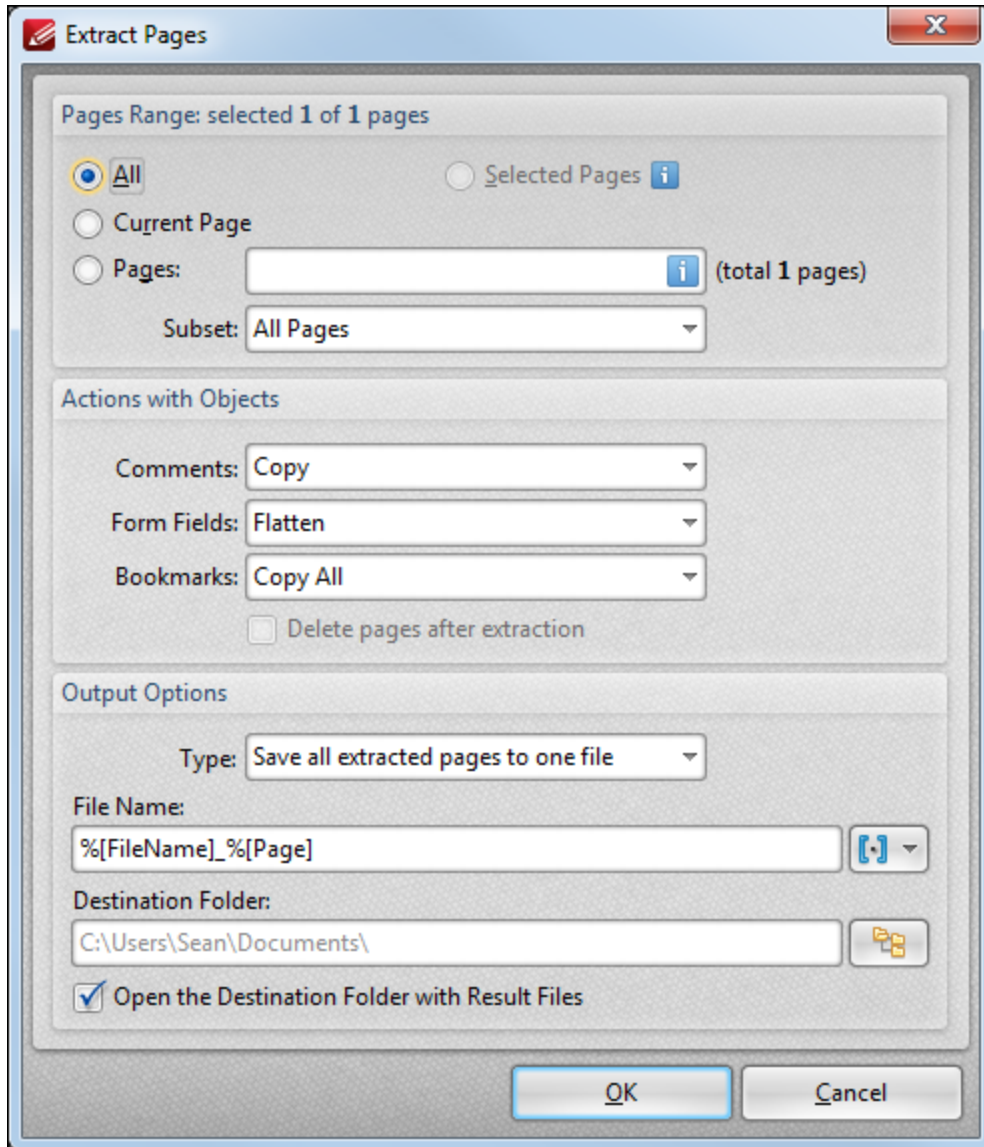 Extract Pages
Pages Range: selected 1 of 1 pages
All
Selected Pages
Current Page
Pages:
(total 1 pages)
Subset: All Pages
Actions with Objects
Comments: Copy
Form Fields: Flatten
Bookmarks: Copy All
Delete pages after extraction
Output Options
Type: Save all extracted pages to one file
File Name:
%[FileName]_%[Page]
Destination Folder:
C:\Users\Sean\Documents\
Open the Destination Folder with Result Files
OK
Cancel